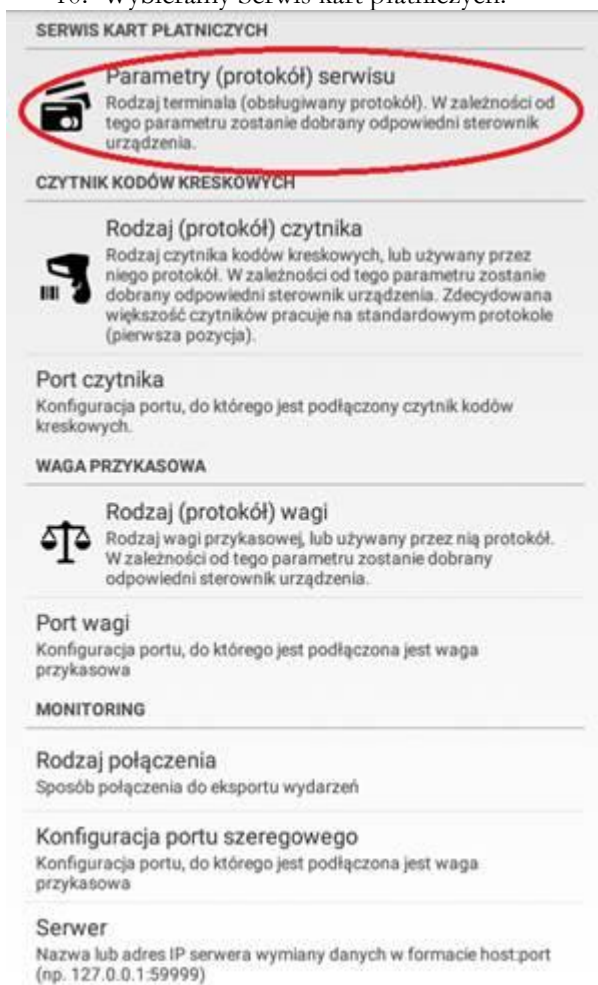 10. Wybieramy Serwis kart płatniczych.
SERWIS KART PŁATNICZYCH
Parametry (protokół) serwisu
Rodzaj terminala (obsługiwany protokół). W zależności od
tego parametru zostanie dobrany odpowiedni sterownik
urządzenia.
CZYTNIK KODÓW KRESKOWYCH
Rodzaj (protokół) czytnika
Rodzaj czytnika kodów kreskowych, lub używany przez
niego protokół. W zależności od tego parametru zostanie
dobrany odpowiedni sterownik urządzenia. Zdecydowana
większość czytników pracuje na standardowym protokole
(pierwsza pozycja).
Port czytnika
Konfiguracja portu, do którego jest podłączony czytnik kodów
kreskowych.
WAGA PRZYKASOWA
Rodzaj (protokół) wagi
Rodzaj wagi przykasowej, lub używany przez nią protokół.
W zależności od tego parametru zostanie dobrany
odpowiedni sterownik urządzenia.
Port wagi
Konfiguracja portu, do którego jest podłączona jest waga
przykasowa
MONITORING
Rodzaj połączenia
Sposób połączenia do eksportu wydarzeń
Konfiguracja portu szeregowego
Konfiguracja portu, do którego jest podłączona jest waga
przykasowa
Serwer
Nazwa lub adres IP serwera wymiany danych w formacie host:port
(np. 127.0.0.1:59999)